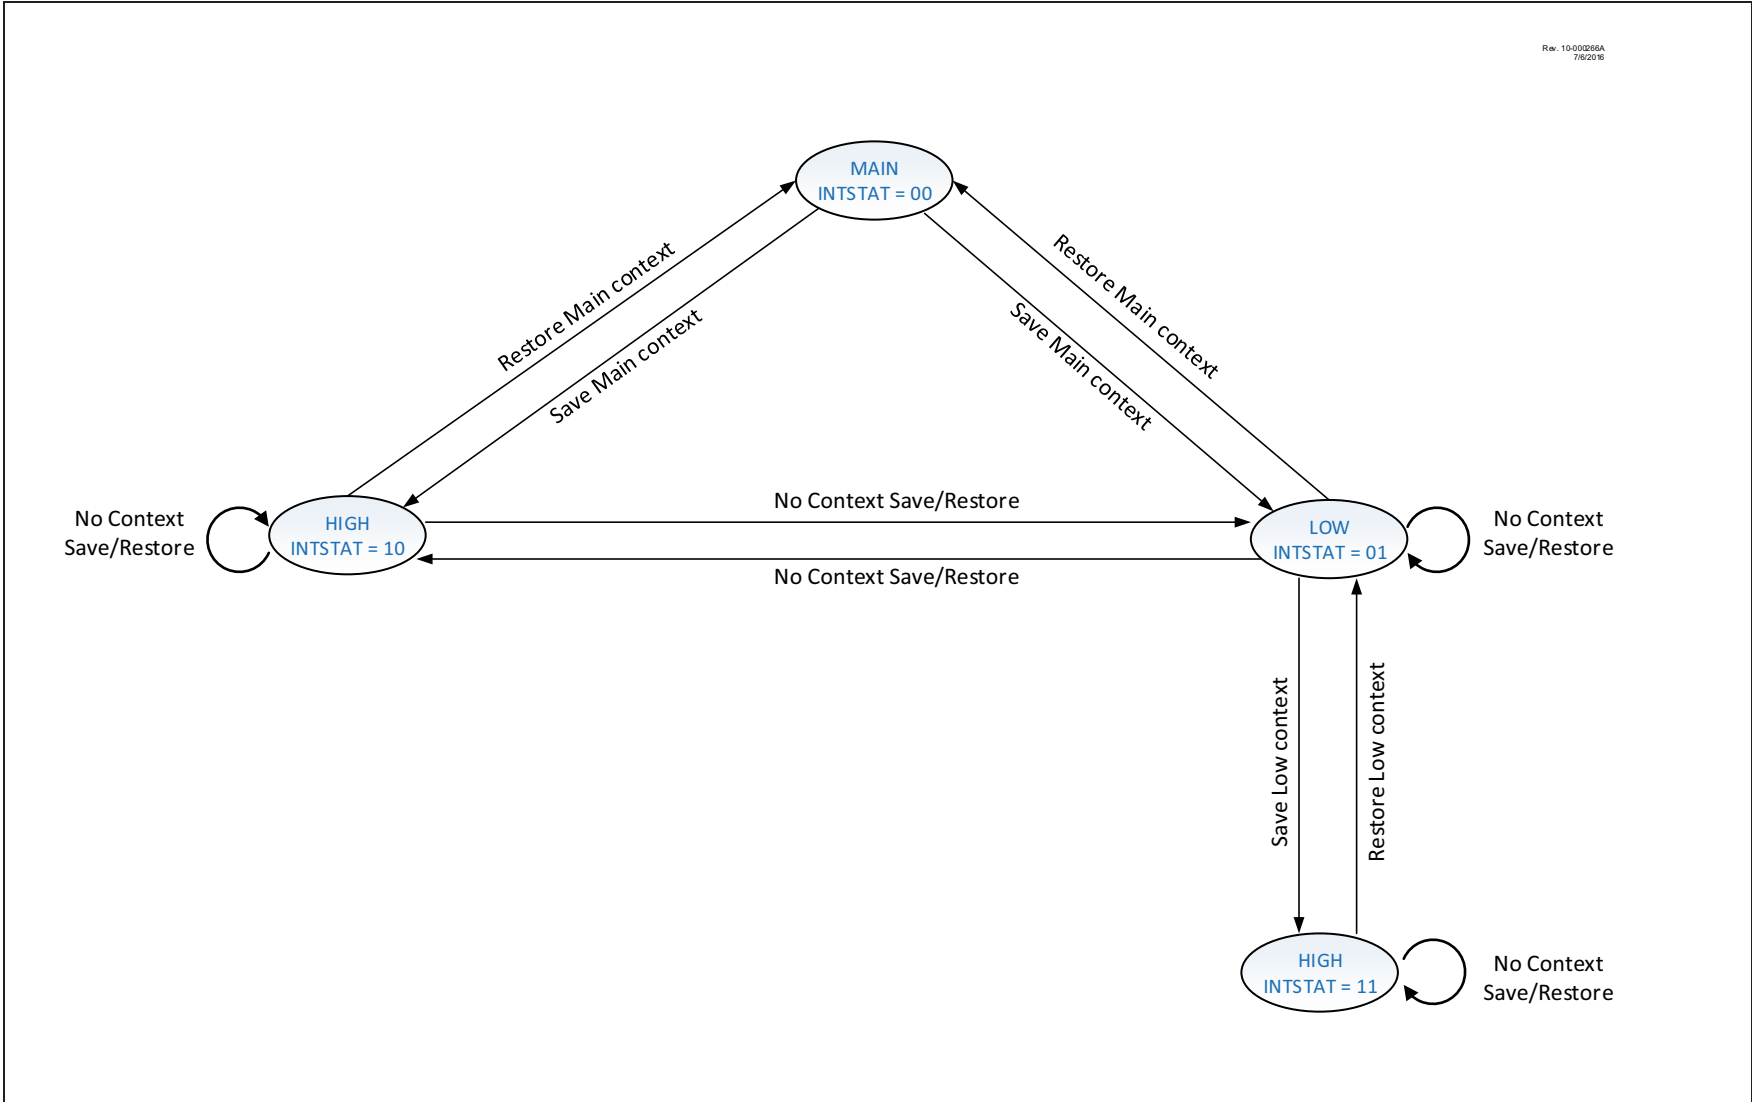 Rev. 10-000266A
7/6/2016
MAIN
INTSTAT = 00
Restore Main context
Save Main context
Save Main context
Restore Main context
No Context
Save/Restore
HIGH
INTSTAT = 10
No Context Save/Restore
No Context Save/Restore
LOW
INTSTAT = 01
No Context
Save/Restore
Save Low context
Restore Low context
HIGH
INTSTAT = 11
No Context
Save/Restore